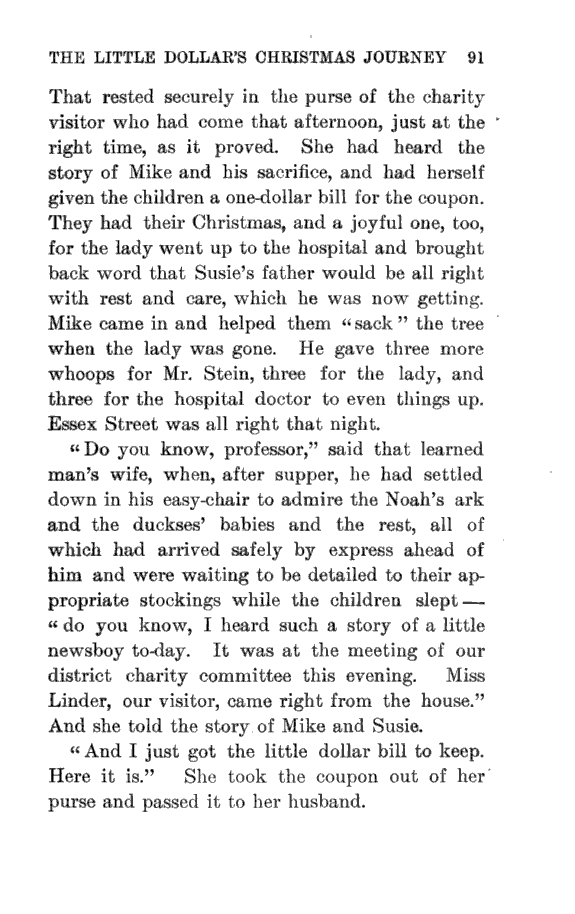 THE LITTLE DOLLAR'S CHRISTMAS JOURNEY 91
That rested securely in the purse of the charity
visitor who had come that afternoon, just at the
right time, as it proved. She had heard the
story of Mike and his sacrifice, and had herself
given the children a one-dollar bill for the coupon.
They had their Christmas, and a joyful one, too,
for the lady went up to the hospital and brought
back word that Susie's father would be all right
with rest and care, which he was now getting.
Mike came in and helped them “sack” the tree
when the lady was gone. He gave three more
whoops for Mr. Stein, three for the lady, and
three for the hospital doctor to even things up.
Essex Street was all right that night.
“Do you know, professor,” said that learned
man's wife, when, after supper, he had settled
down in his easy-chair to admire the Noah's ark
and the duckses' babies and the rest, all of
which had arrived safely by express ahead of
him and were waiting to be detailed to their ap-
propriate stockings while the children slept—
“do you know, I heard such a story of a little
newsboy to-day. It was at the meeting of our
district charity committee this evening. Miss
Linder, our visitor, came right from the house.”
And she told the story of Mike and Susie.
“And I just got the little dollar bill to keep.
Here it is.” She took the coupon out of her
purse and passed it to her husband.